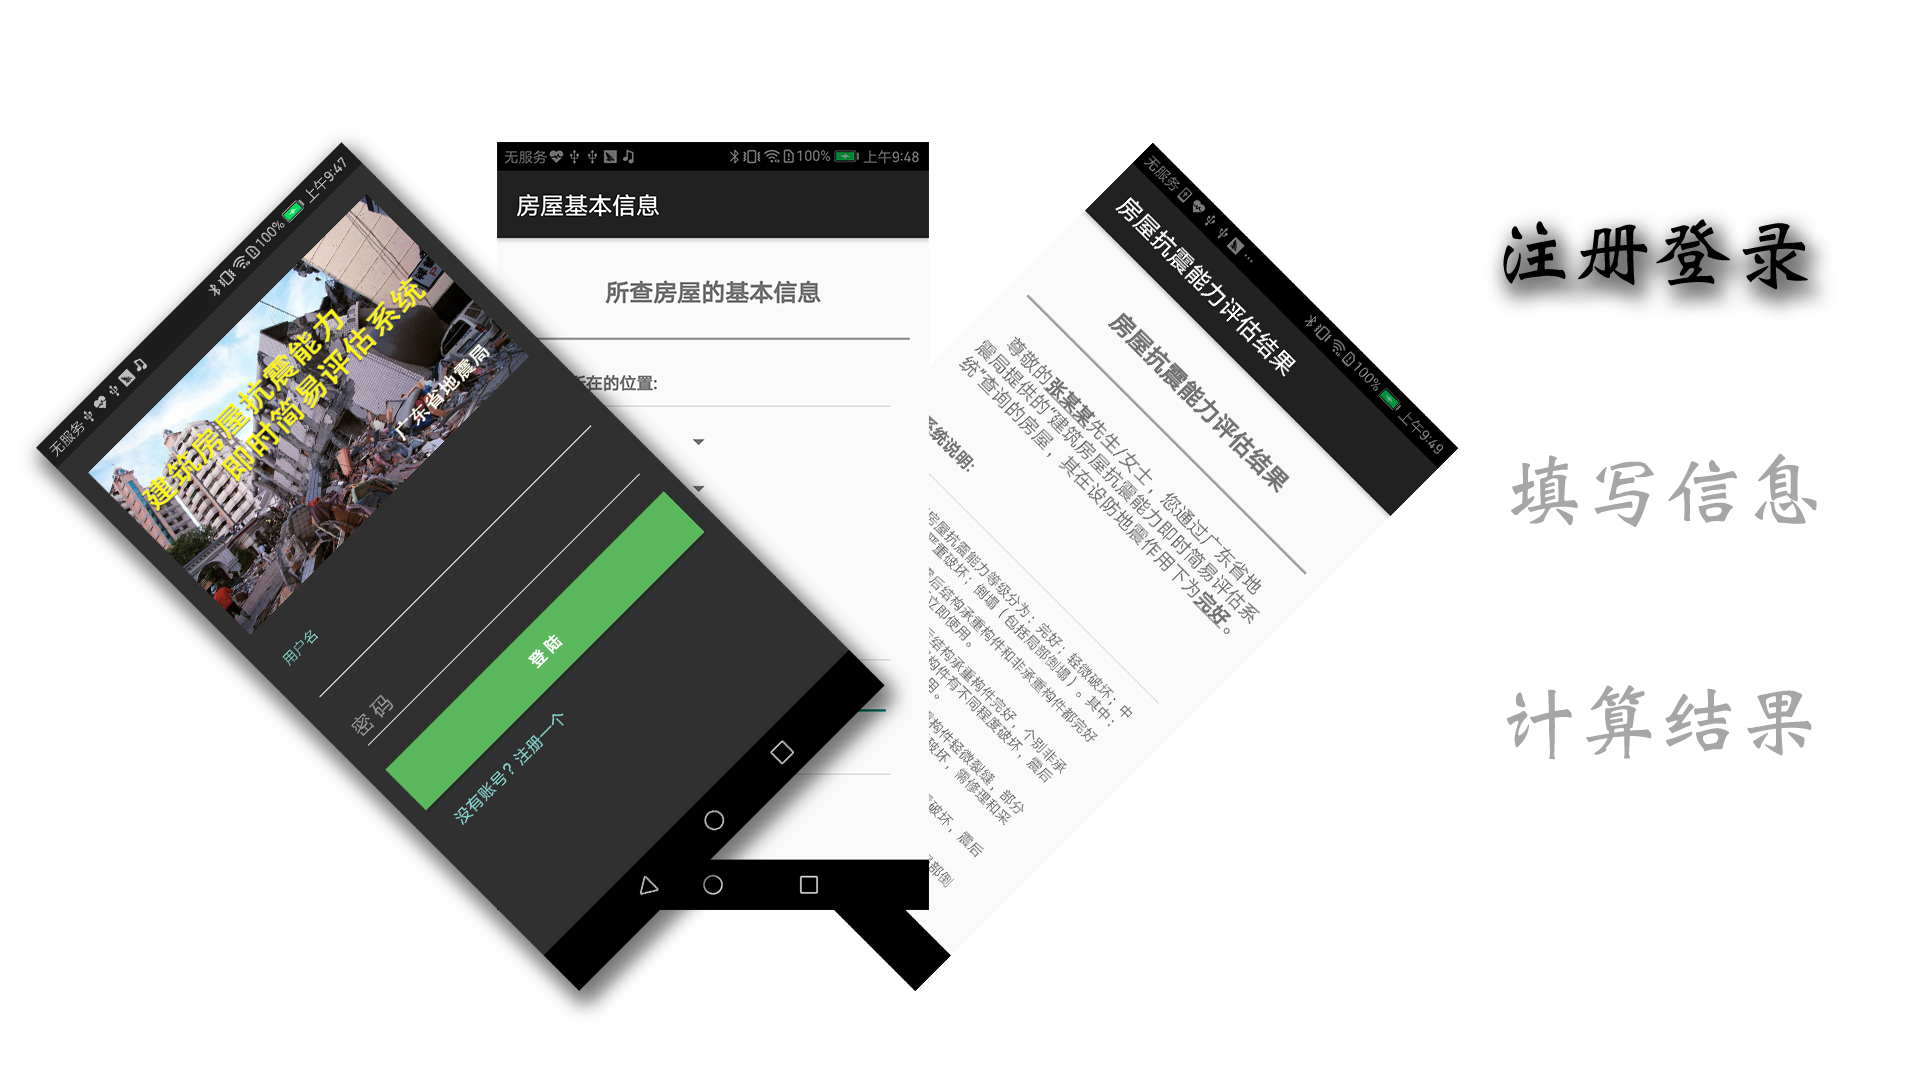 无服务 100% 上午9:47
建筑房屋抗震能力
即时简易评估系统
广东省地震局
用户名
密码
登陆
没有账号？注册一个
无服务 100% 上午9:48
房屋基本信息
所查房屋的基本信息
所在的位置:
无服务 ... 100% 上午9:49
房屋抗震能力评估结果
房屋抗震能力评估结果
尊敬的张某某先生/女士，您通过广东省地
震局提供的“建筑房屋抗震能力即时简易评估系
统”查询的房屋，其在设防地震作用下为完好。
系统说明:
房屋抗震能力等级分为：完好；轻微破坏；中
严重破坏；倒塌（包括局部倒塌）。其中：
震后结构承重构件和非承重构件都完好
立即使用。
结构承重构件完好，个别非承
构件有不同程度破坏，震后
用。
构件轻微裂缝，部分
破坏，需修理和采
破坏，震后
部倒
注册登录
填写信息
计算结果